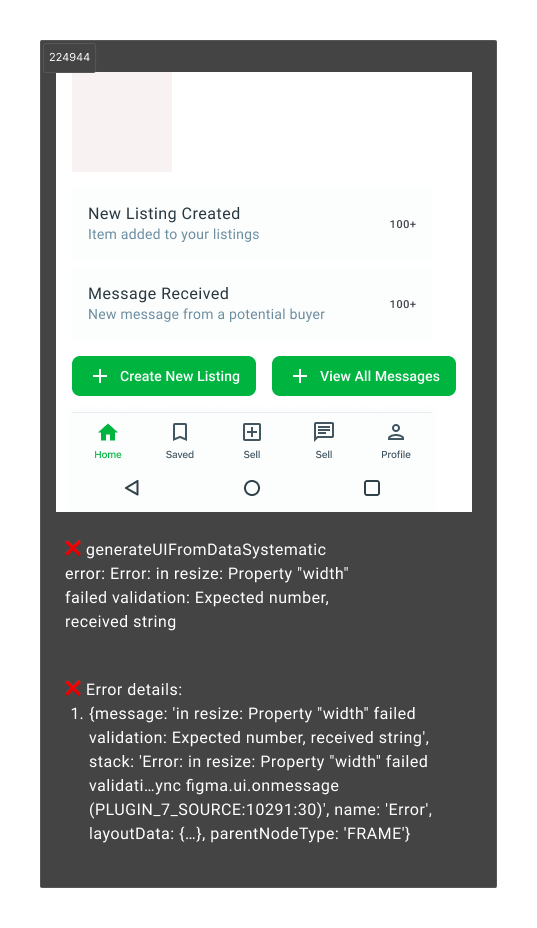 224944
New Listing Created
Item added to your listings
100+
Message Received
New message from a potential buyer
100+
Create New Listing
View All Messages
Home
Saved
Sell
Sell
Profile
❌ generateUIFromDataSystematic
error: Error: in resize: Property "width"
failed validation: Expected number,
received string
❌ Error details:
1. {message: 'in resize: Property "width" failed
validation: Expected number, received string',
stack: 'Error: in resize: Property "width" failed
validati…ync figma.ui.onmessage
(PLUGIN_7_SOURCE:10291:30)', name: 'Error',
layoutData: {…}, parentNodeType: 'FRAME'}